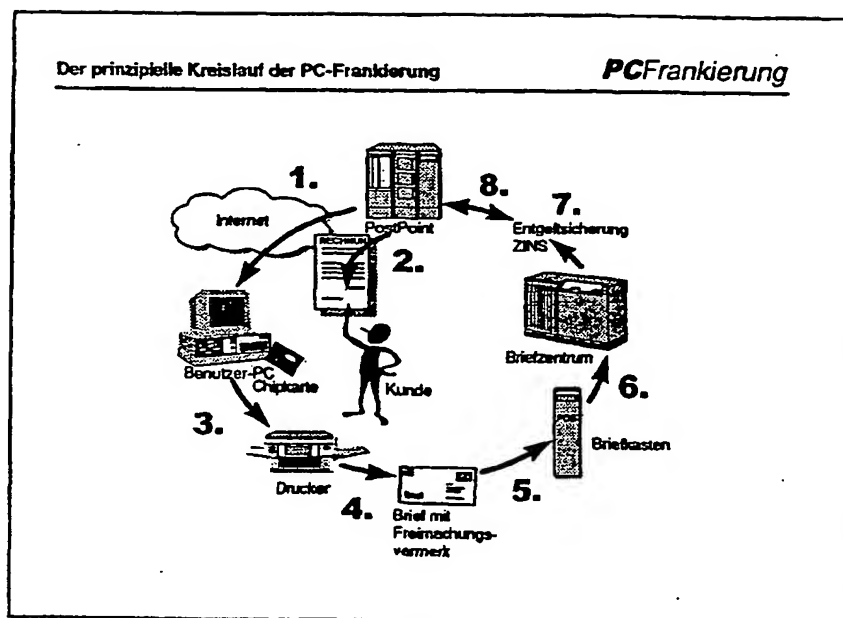 Der prinzipielle Kreislauf der PC-Frankierung
PCFrankierung
1.
Internet
PostPoint
8.
7.
Entgeltsicherung
ZINS
RECHNUN
2.
Benutzer-PC
Chipkarte
Kunde
Briefzentrum
3.
6.
Briefkasten
Drucker
4.
Brief mit
Freimachungs-
vermerk
5.